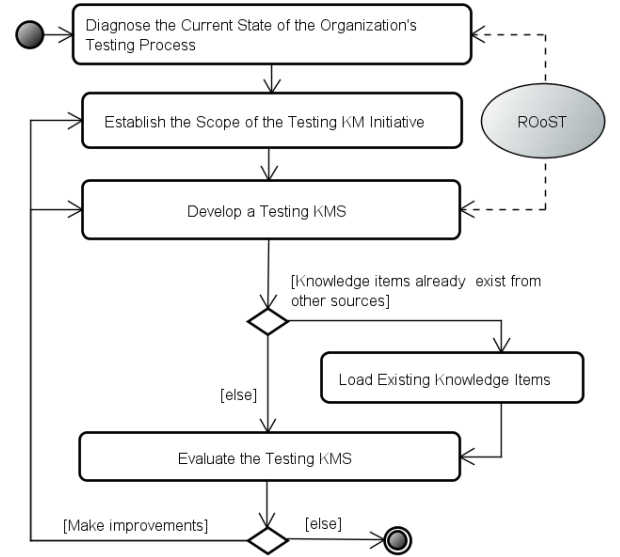 Diagnose the Current State of the Organization's
Testing Process
Establish the Scope of the Testing KM Initiative
ROoST
Develop a Testing KMS
[Knowledge items already exist from
other sources]
Load Existing Knowledge Items
[else]
Evaluate the Testing KMS
[Make improvements]
[else]